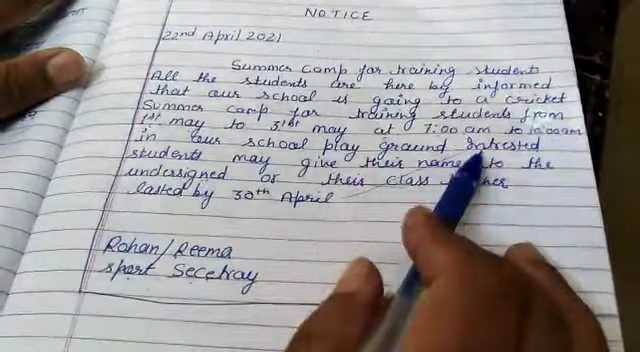 NOTICE
22nd April 2021
Summer Camp for training students
All the students are here by informed
that our school is going to a cricket
Summer camp for training students from
1st may to 31st may at 7:00 am to 10:00am
in our school play ground Intrested
students may give their name to the
undersigned or their class
lasted by 30th April
Rohan/Reema
sport Secetray